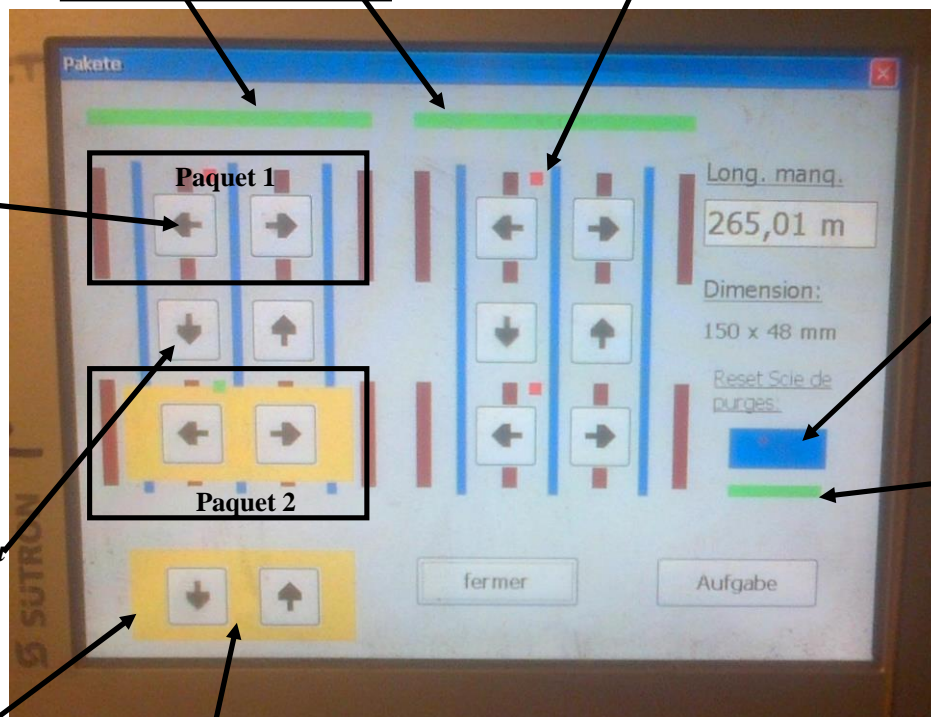 Pakete
Paquet 1
Long. manq.
265,01 m
Dimension:
150 x 48 mm
Reset Scie de
purges:
Paquet 2
fermer
Aufgabe
SUTRON